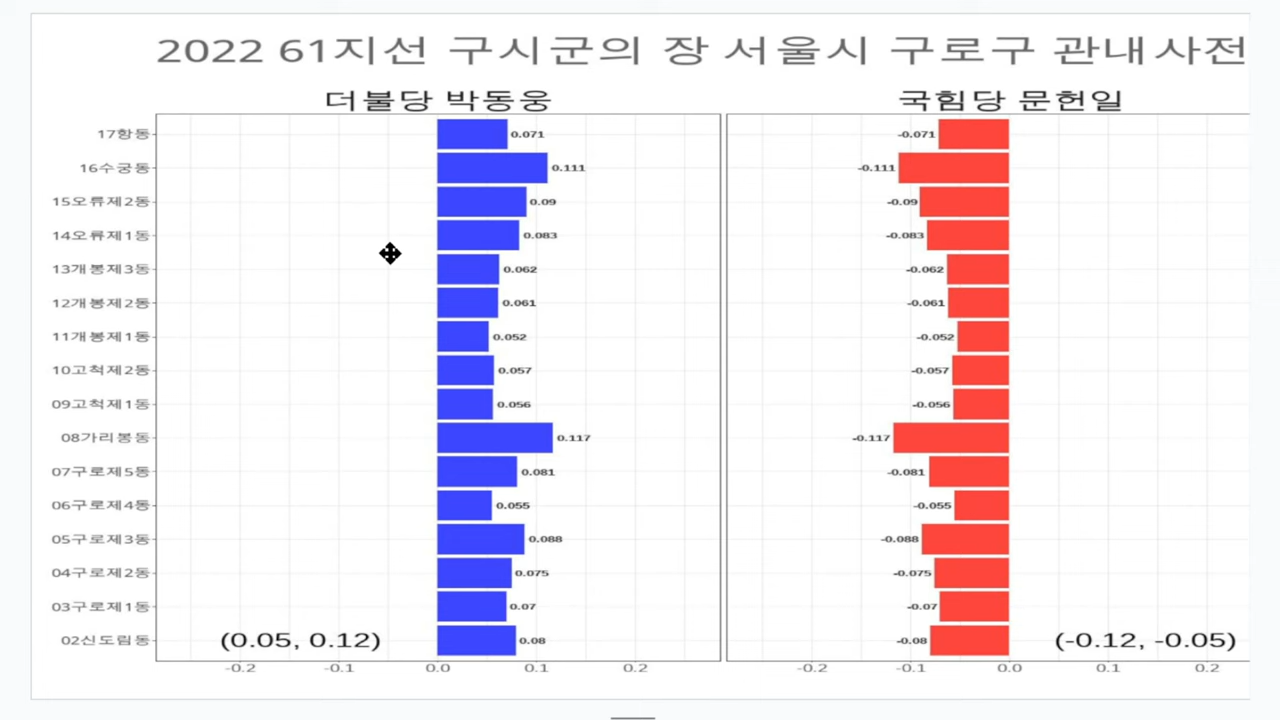 2022 61지선 구시군의 장 서울시 구로구 관내사전
더불당 박동웅 국힘당 문헌일
17항동 0.071 -0.071
16수궁동 0.111 -0.111
15오류제2동 0.09 -0.09
14오류제1동 0.083 -0.083
13개봉제3동 0.062 -0.062
12개봉제2동 0.061 -0.061
11개봉제1동 0.052 -0.052
10고척제2동 0.057 -0.057
09고척제1동 0.056 -0.056
08가리봉동 0.117 -0.117
07구로제5동 0.081 -0.081
06구로제4동 0.055 -0.055
05구로제3동 0.088 -0.088
04구로제2동 0.075 -0.075
03구로제1동 0.07 -0.07
02신도림동 (0.05, 0.12) 0.08 -0.08 (-0.12, -0.05)
-0.2 -0.1 0.0 0.1 0.2 -0.2 -0.1 0.0 0.1 0.2